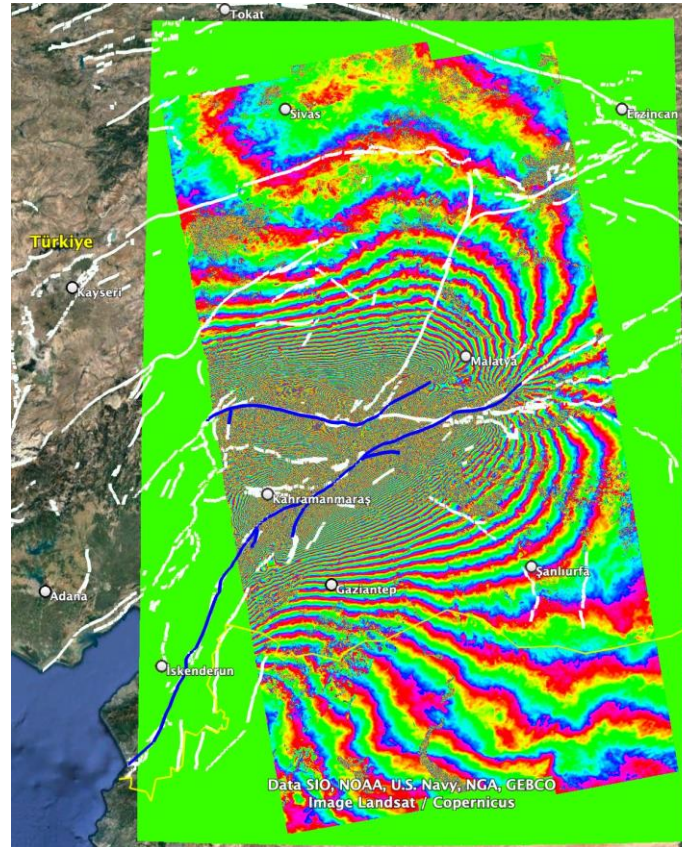 Tokat
Sivas
Erzincan
Türkiye
Kayseri
Malatya
Kahramanmaraş
Adana
Gaziantep
Şanlıurfa
İskenderun
Data SIO, NOAA, U.S. Navy, NGA, GEBCO
Image Landsat / Copernicus